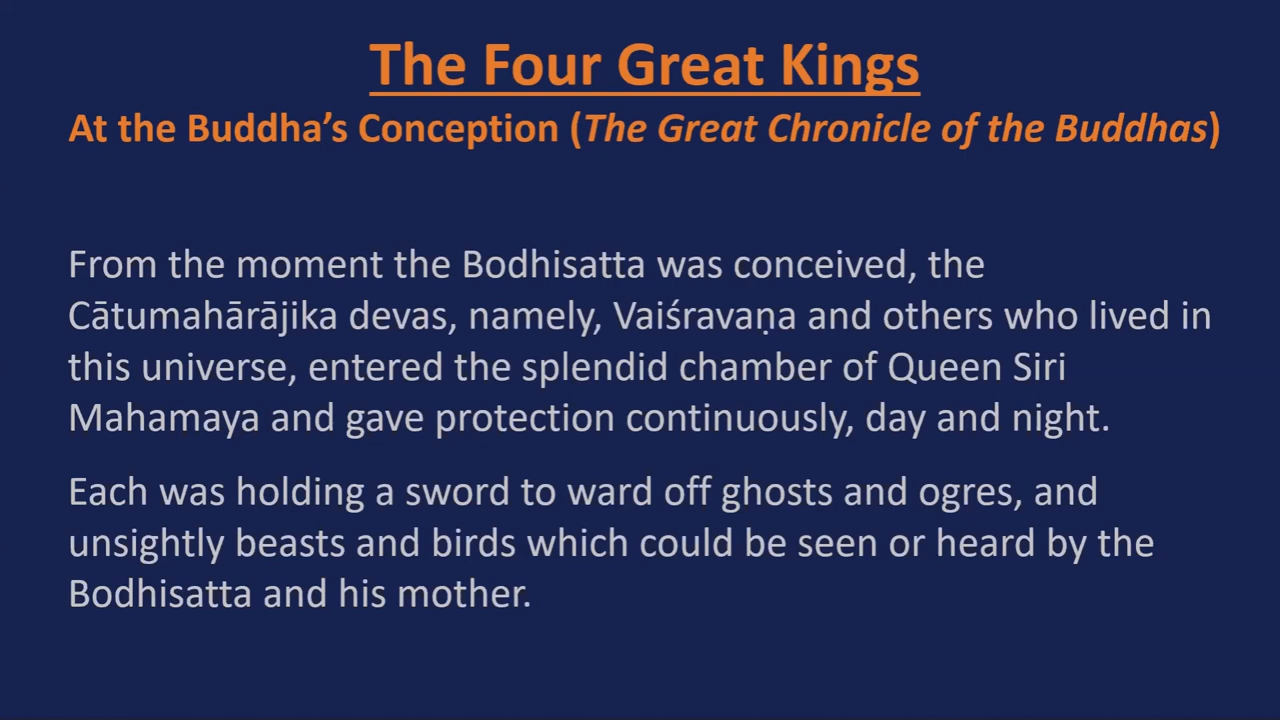 The Four Great Kings
At the Buddha’s Conception (The Great Chronicle of the Buddhas)
From the moment the Bodhisatta was conceived, the
Cātumahārājika devas, namely, Vaiśravaṇa and others who lived in
this universe, entered the splendid chamber of Queen Siri
Mahamaya and gave protection continuously, day and night.
Each was holding a sword to ward off ghosts and ogres, and
unsightly beasts and birds which could be seen or heard by the
Bodhisatta and his mother.